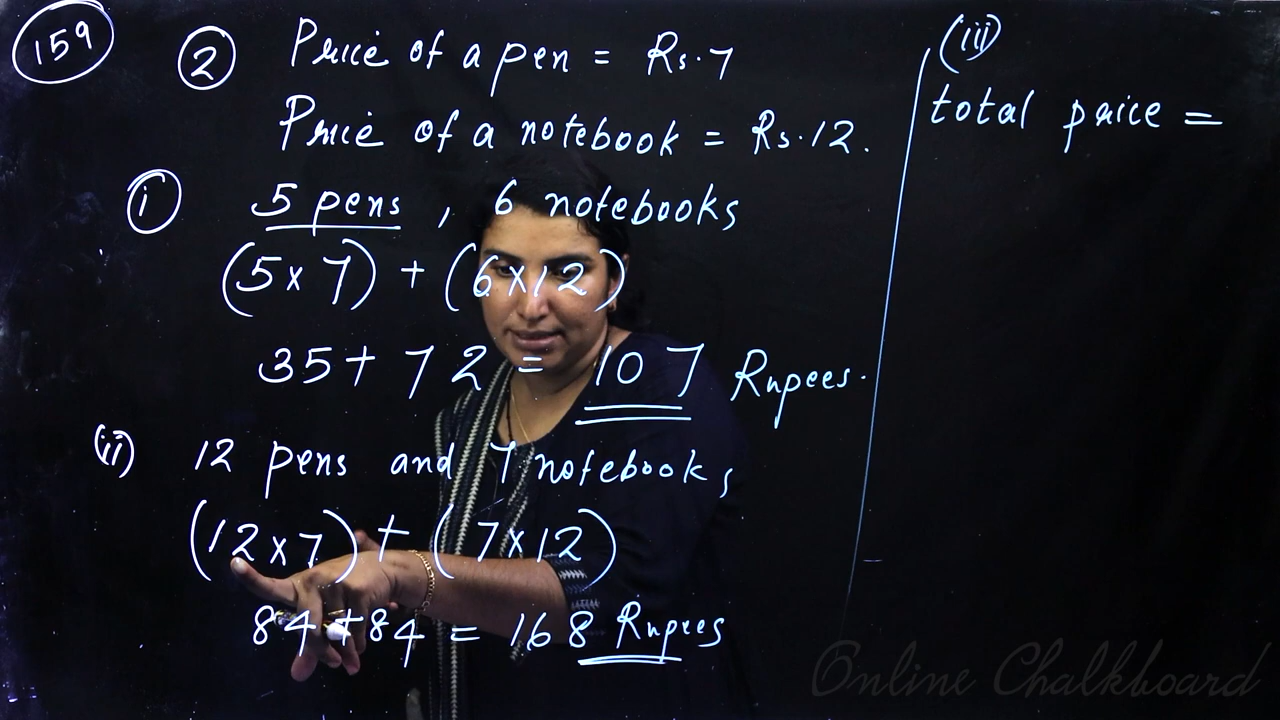 159
② Price of a pen = Rs. 7
Price of a notebook = Rs. 12.
(i) 5 pens, 6 notebooks
(5 x 7) + (6 x 12)
35 + 72 = 107 Rupees.
(ii) 12 pens and 7 notebooks
(12 x 7) + (7 x 12)
84 + 84 = 168 Rupees
(iii)
total price =
Online Chalkboard